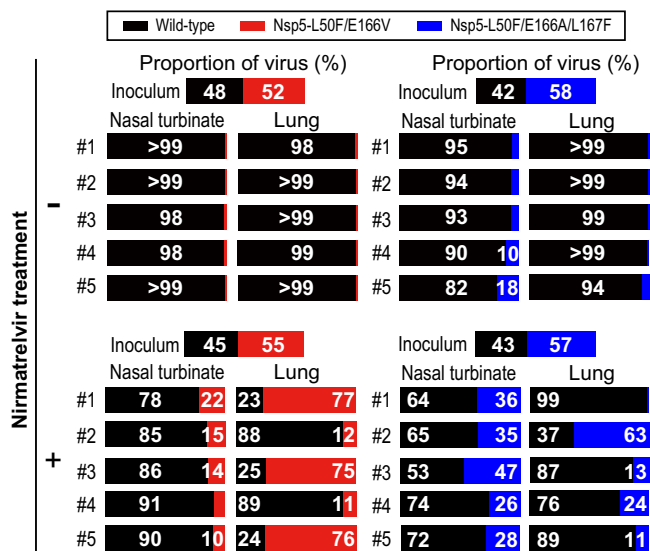 Wild-type Nsp5-L50F/E166V Nsp5-L50F/E166A/L167F
Proportion of virus (%) Proportion of virus (%)
Inoculum 48 52 Inoculum 42 58
Nasal turbinate Lung Nasal turbinate Lung
#1 >99 98 #1 95 >99
#2 >99 >99 #2 94 >99
#3 98 >99 #3 93 99
#4 98 99 #4 90 10 >99
#5 >99 >99 #5 82 18 94
Nirmatrelvir treatment
-
+
Inoculum 45 55 Inoculum 43 57
Nasal turbinate Lung Nasal turbinate Lung
#1 78 22 23 77 #1 64 36 99
#2 85 15 88 12 #2 65 35 37 63
#3 86 14 25 75 #3 53 47 87 13
#4 91 89 11 #4 74 26 76 24
#5 90 10 24 76 #5 72 28 89 11